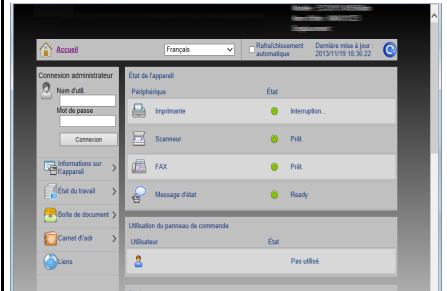 Accueil
Français
Rafraîchissement automatique
Dernière mise à jour : 2013/11/19 18:36:22
Connexion administrateur
Nom d'util.
Mot de passe
Connexion
Informations sur l'appareil
État du travail
Boîte de document
Carnet d'adr
Liens
État de l'appareil
Périphérique État
Imprimante Interruption...
Scanneur Prêt
FAX Prêt
Message d'état Ready
Utilisation du panneau de commande
Utilisateur État
Pas utilisé.